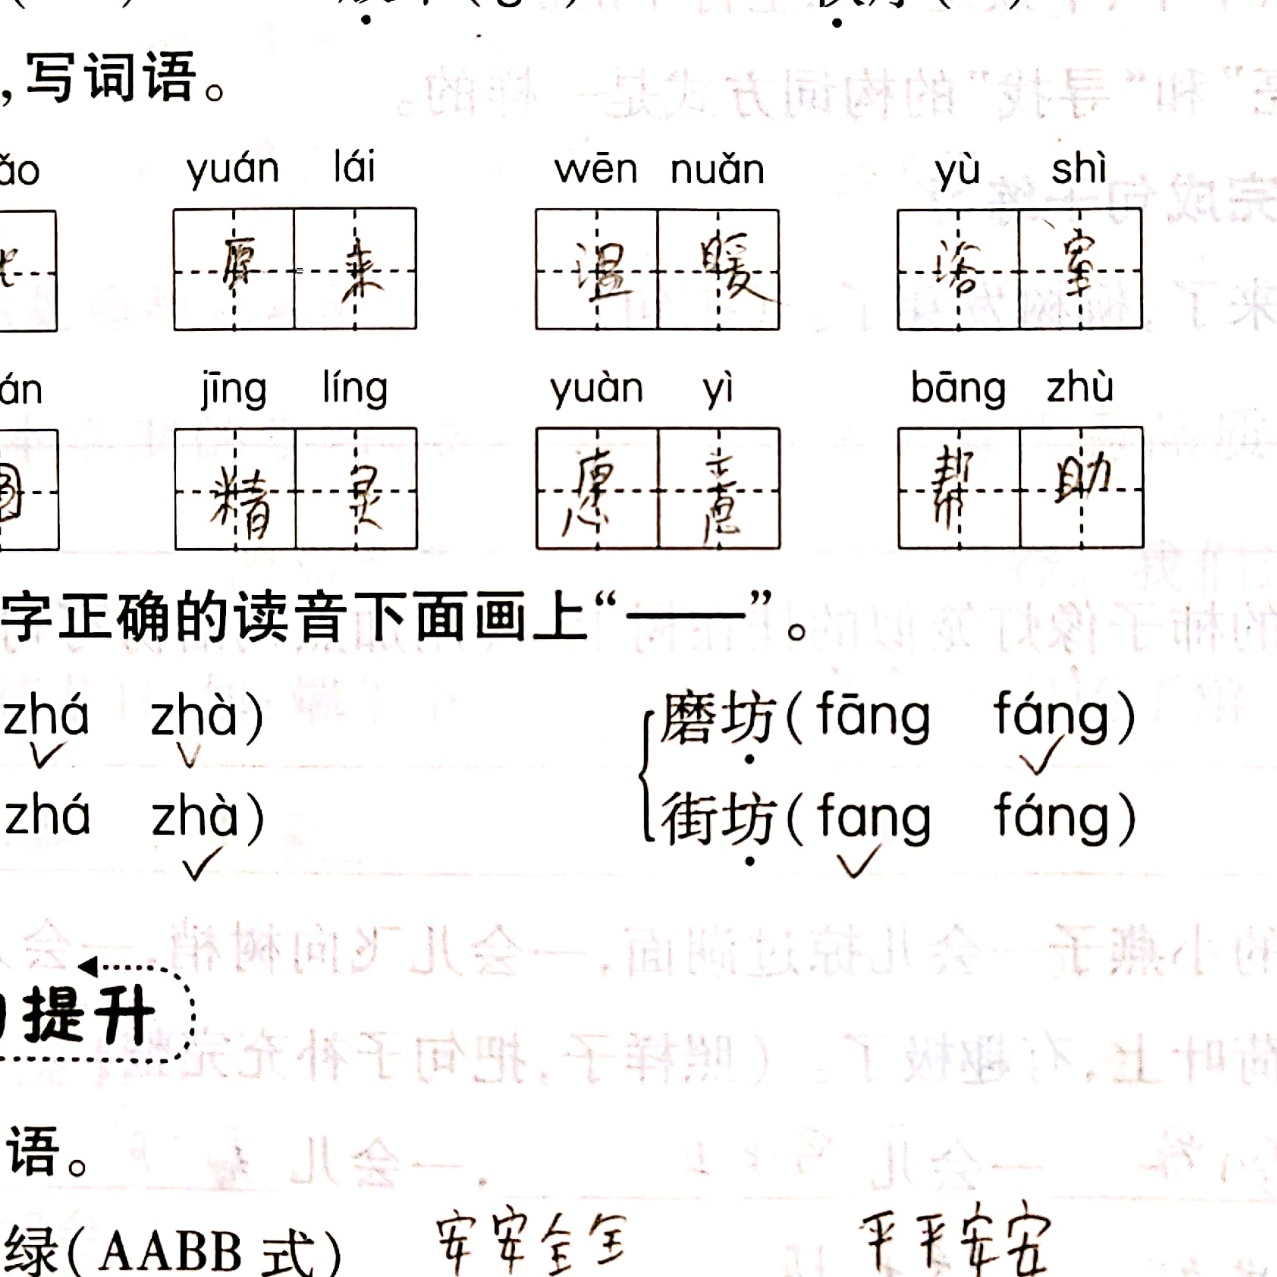 ,写词语。
ǎo yuán lái wēn nuǎn yù shì
原来 温暖 浴室
án jīng líng yuàn yì bāng zhù
园 精灵 愿意 帮助
字正确的读音下面画上“——”。
zhá zhà) 磨坊(fāng fáng)
zhá zhà) 街坊(fang fáng)
提升
语。
绿(AABB 式) 安安全全 平平安安